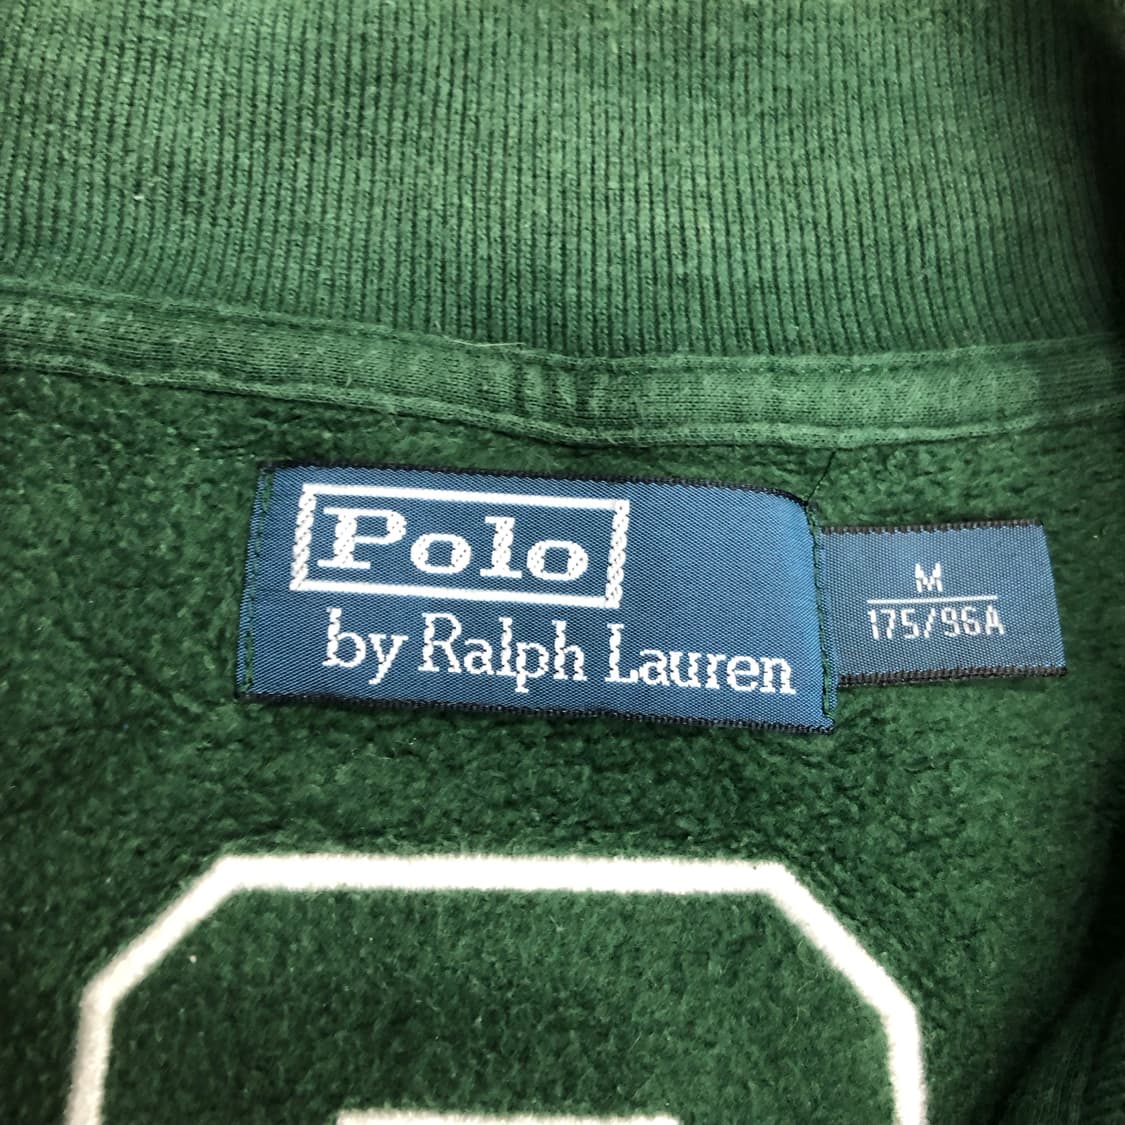 Polo
by Ralph Lauren
M
175/96A